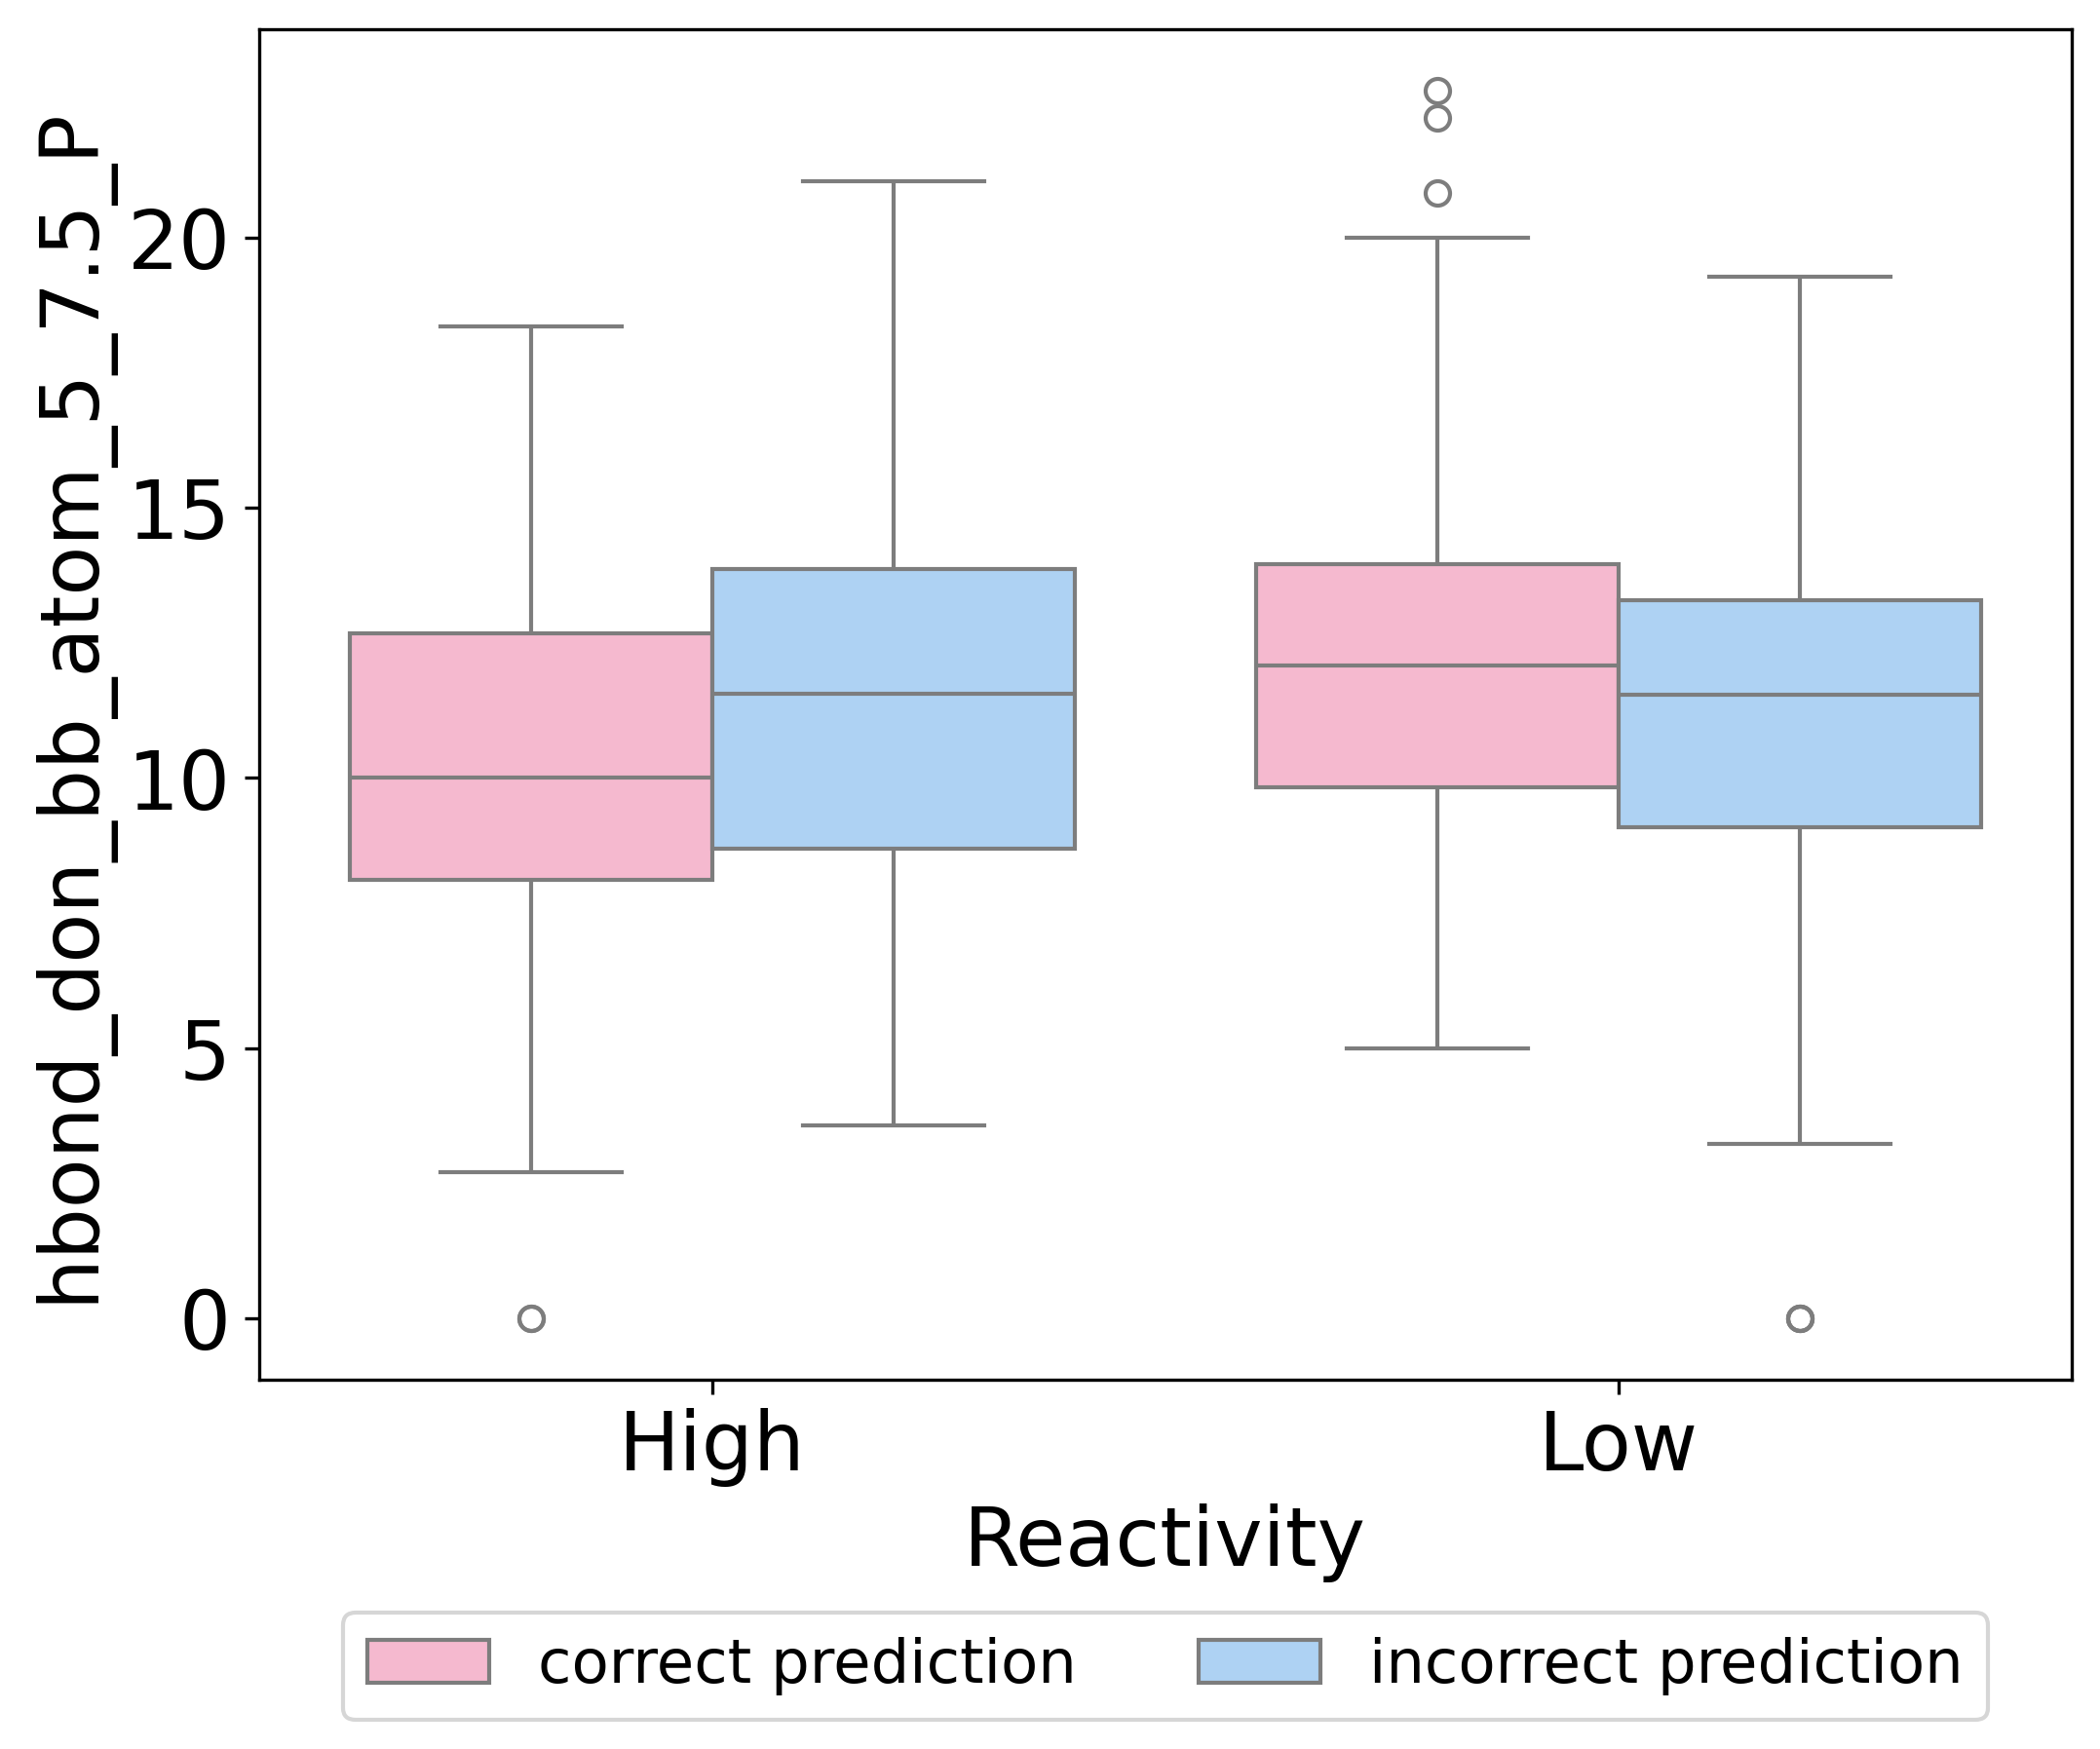 hbond_don_bb_atom_5_7.5_P
20
15
10
5
0
High
Low
Reactivity
correct prediction
incorrect prediction